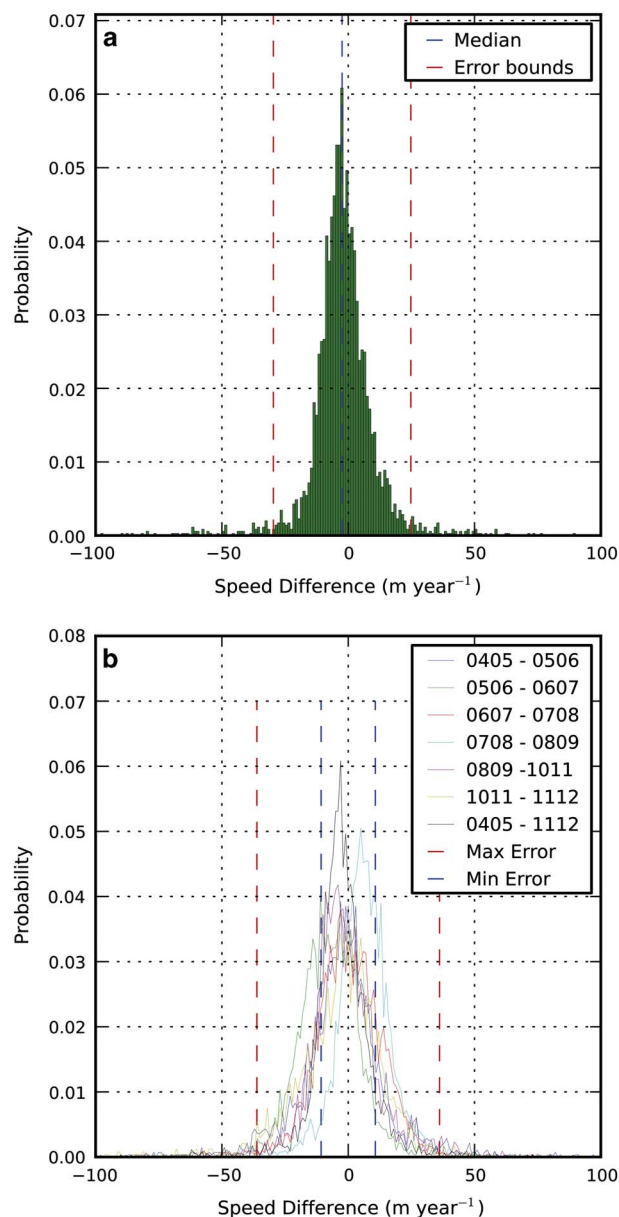 a
0.07
0.06
0.05
0.04
0.03
0.02
0.01
0.00
Probability
Median
Error bounds
−100 −50 0 50 100
Speed Difference (m year⁻¹)
b
0.08
0.07
0.06
0.05
0.04
0.03
0.02
0.01
0.00
Probability
0405 - 0506
0506 - 0607
0607 - 0708
0708 - 0809
0809 -1011
1011 - 1112
0405 - 1112
Max Error
Min Error
−100 −50 0 50 100
Speed Difference (m year⁻¹)